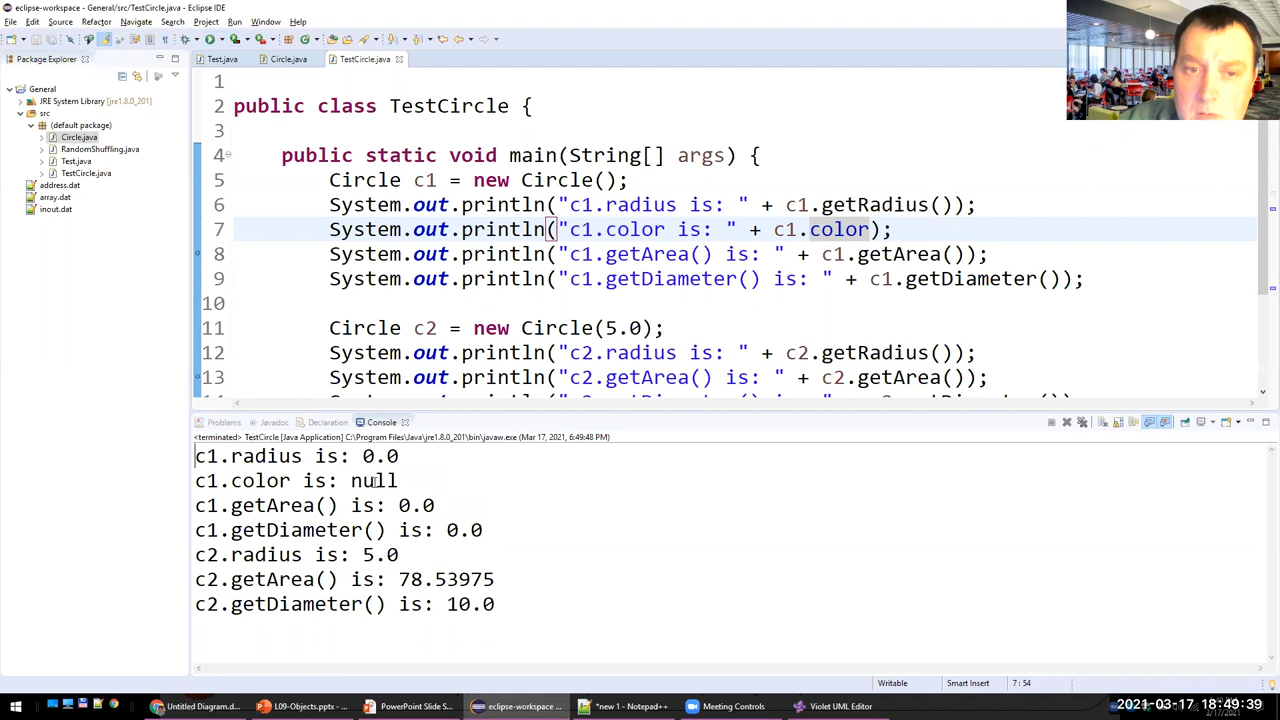 eclipse-workspace - General/src/TestCircle.java - Eclipse IDE
File Edit Source Refactor Navigate Search Project Run Window Help
Package Explorer
General
JRE System Library [jre1.8.0_201]
src
(default package)
Circle.java
RandomShuffling.java
Test.java
TestCircle.java
address.dat
array.dat
inout.dat
Test.java Circle.java TestCircle.java
1
2 public class TestCircle {
3
4 public static void main(String[] args) {
5 Circle c1 = new Circle();
6 System.out.println("c1.radius is: " + c1.getRadius());
7 System.out.println("c1.color is: " + c1.color);
8 System.out.println("c1.getArea() is: " + c1.getArea());
9 System.out.println("c1.getDiameter() is: " + c1.getDiameter());
10
11 Circle c2 = new Circle(5.0);
12 System.out.println("c2.radius is: " + c2.getRadius());
13 System.out.println("c2.getArea() is: " + c2.getArea());
Problems Javadoc Declaration Console
<terminated> TestCircle [Java Application] C:\Program Files\Java\jre1.8.0_201\bin\javaw.exe (Mar 17, 2021, 6:49:48 PM)
c1.radius is: 0.0
c1.color is: null
c1.getArea() is: 0.0
c1.getDiameter() is: 0.0
c2.radius is: 5.0
c2.getArea() is: 78.53975
c2.getDiameter() is: 10.0
Writable Smart Insert 7 : 54
Untitled Diagram.d... L09-Objects.pptx - ... PowerPoint Slide S... eclipse-workspace ... *new 1 - Notepad++ Meeting Controls Violet UML Editor
2021-03-17 18:49:39